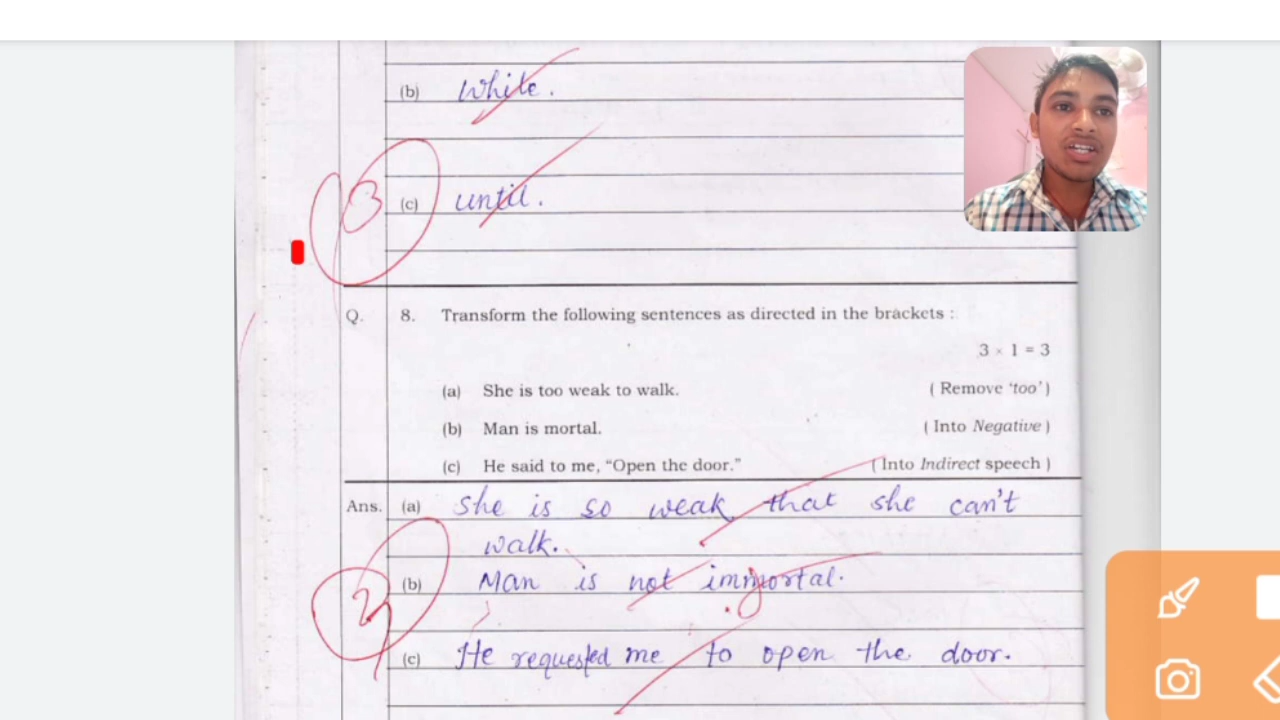 (b) While.
(c) until.
3
Q. 8. Transform the following sentences as directed in the brackets :
3 × 1 = 3
(a) She is too weak to walk. ( Remove ‘too’ )
(b) Man is mortal. ( Into Negative )
(c) He said to me, “Open the door.” ( Into Indirect speech )
Ans. (a) She is so weak that she can't
walk.
(b) Man is not immortal.
(c) He requested me to open the door.